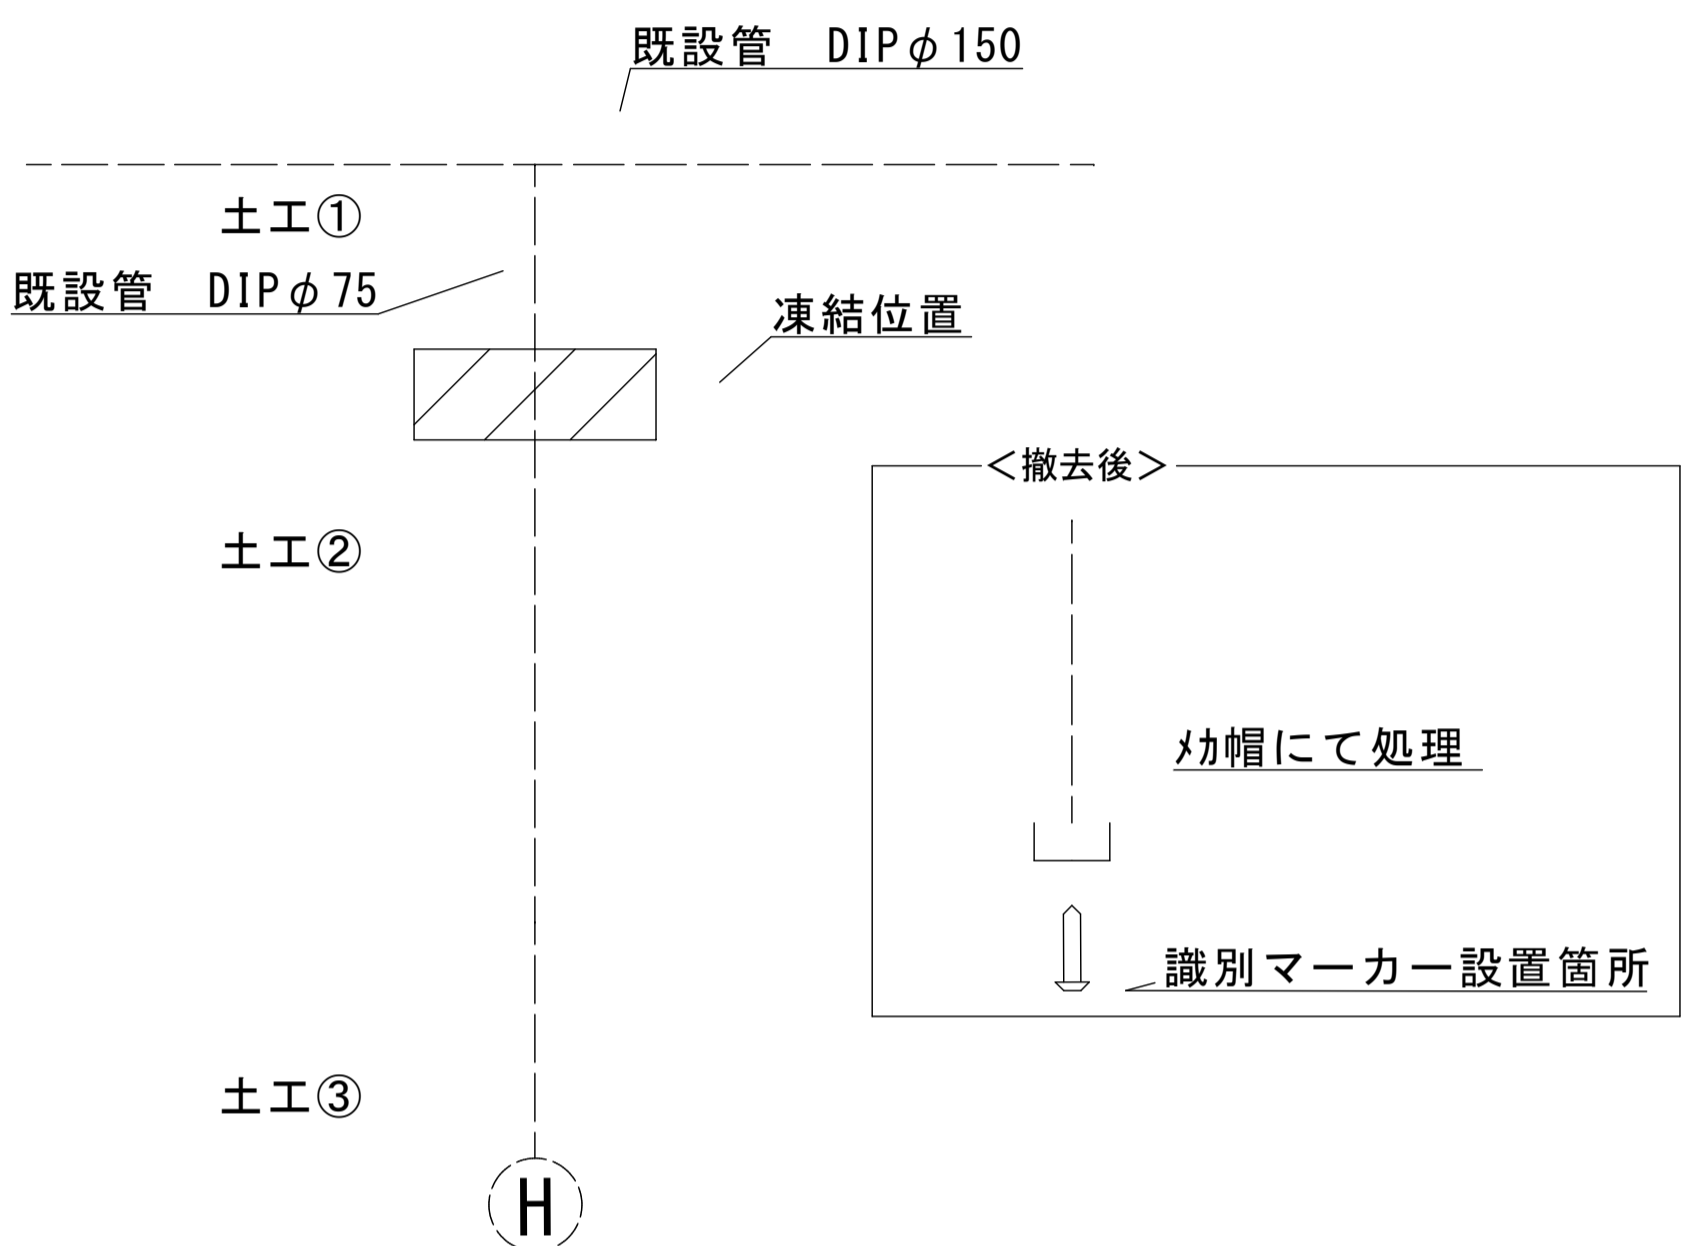 既設管　DIPφ150
土工①
既設管　DIPφ75
凍結位置
＜撤去後＞
土工②
ﾒｶ帽にて処理
識別マーカー設置箇所
土工③
H